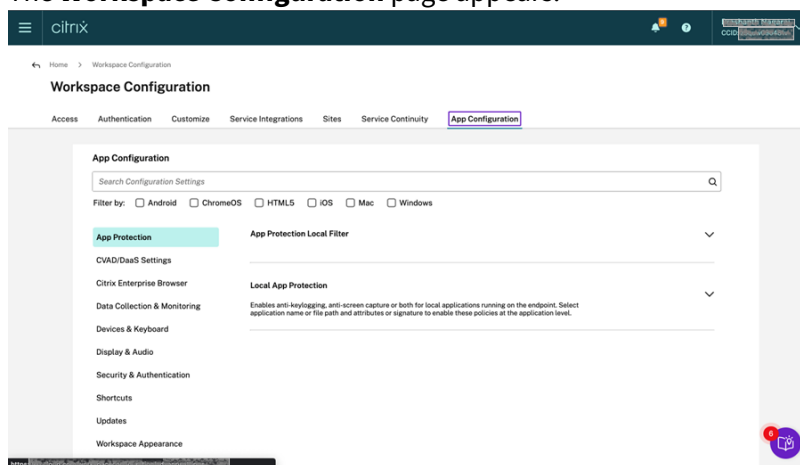 The Workspace Configuration page appears.
citrix
9
?
CCID:
Home > Workspace Configuration
Workspace Configuration
Access Authentication Customize Service Integrations Sites Service Continuity App Configuration
App Configuration
Search Configuration Settings
Filter by: Android ChromeOS HTML5 iOS Mac Windows
App Protection
App Protection Local Filter
CVAD/DaaS Settings
Citrix Enterprise Browser
Local App Protection
Data Collection & Monitoring
Enables anti-keylogging, anti-screen capture or both for local applications running on the endpoint. Select
application name or file path and attributes or signature to enable these policies at the application level.
Devices & Keyboard
Display & Audio
Security & Authentication
Shortcuts
Updates
Workspace Appearance
6
https